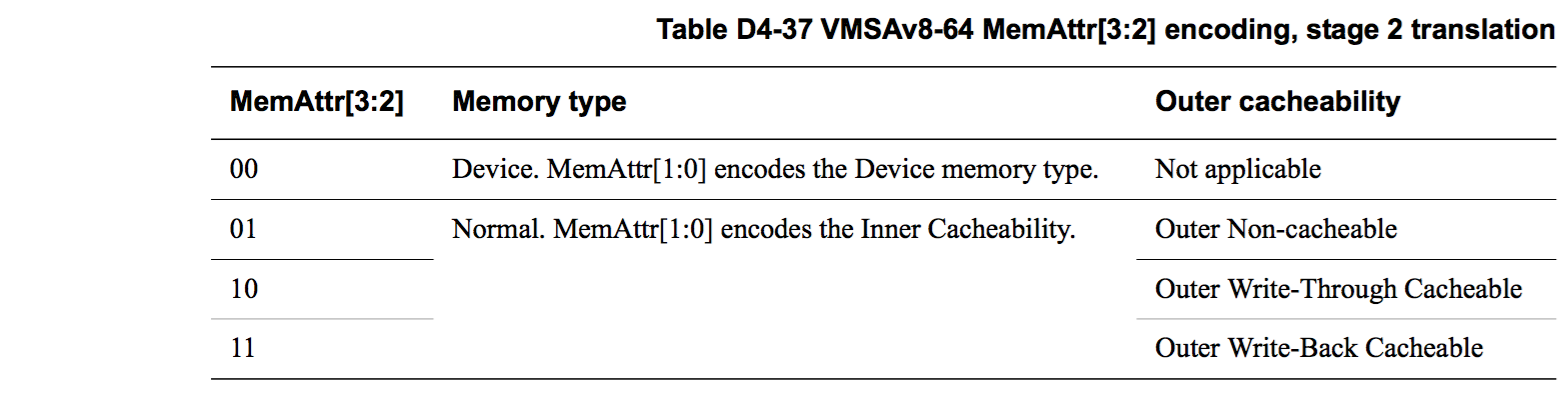 Table D4-37 VMSAv8-64 MemAttr[3:2] encoding, stage 2 translation
MemAttr[3:2] Memory type Outer cacheability
00 Device. MemAttr[1:0] encodes the Device memory type. Not applicable
01 Normal. MemAttr[1:0] encodes the Inner Cacheability. Outer Non-cacheable
10 Outer Write-Through Cacheable
11 Outer Write-Back Cacheable